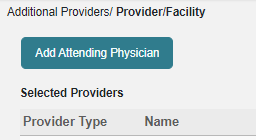 Additional Providers/ Provider/Facility
Add Attending Physician
Selected Providers
Provider Type Name